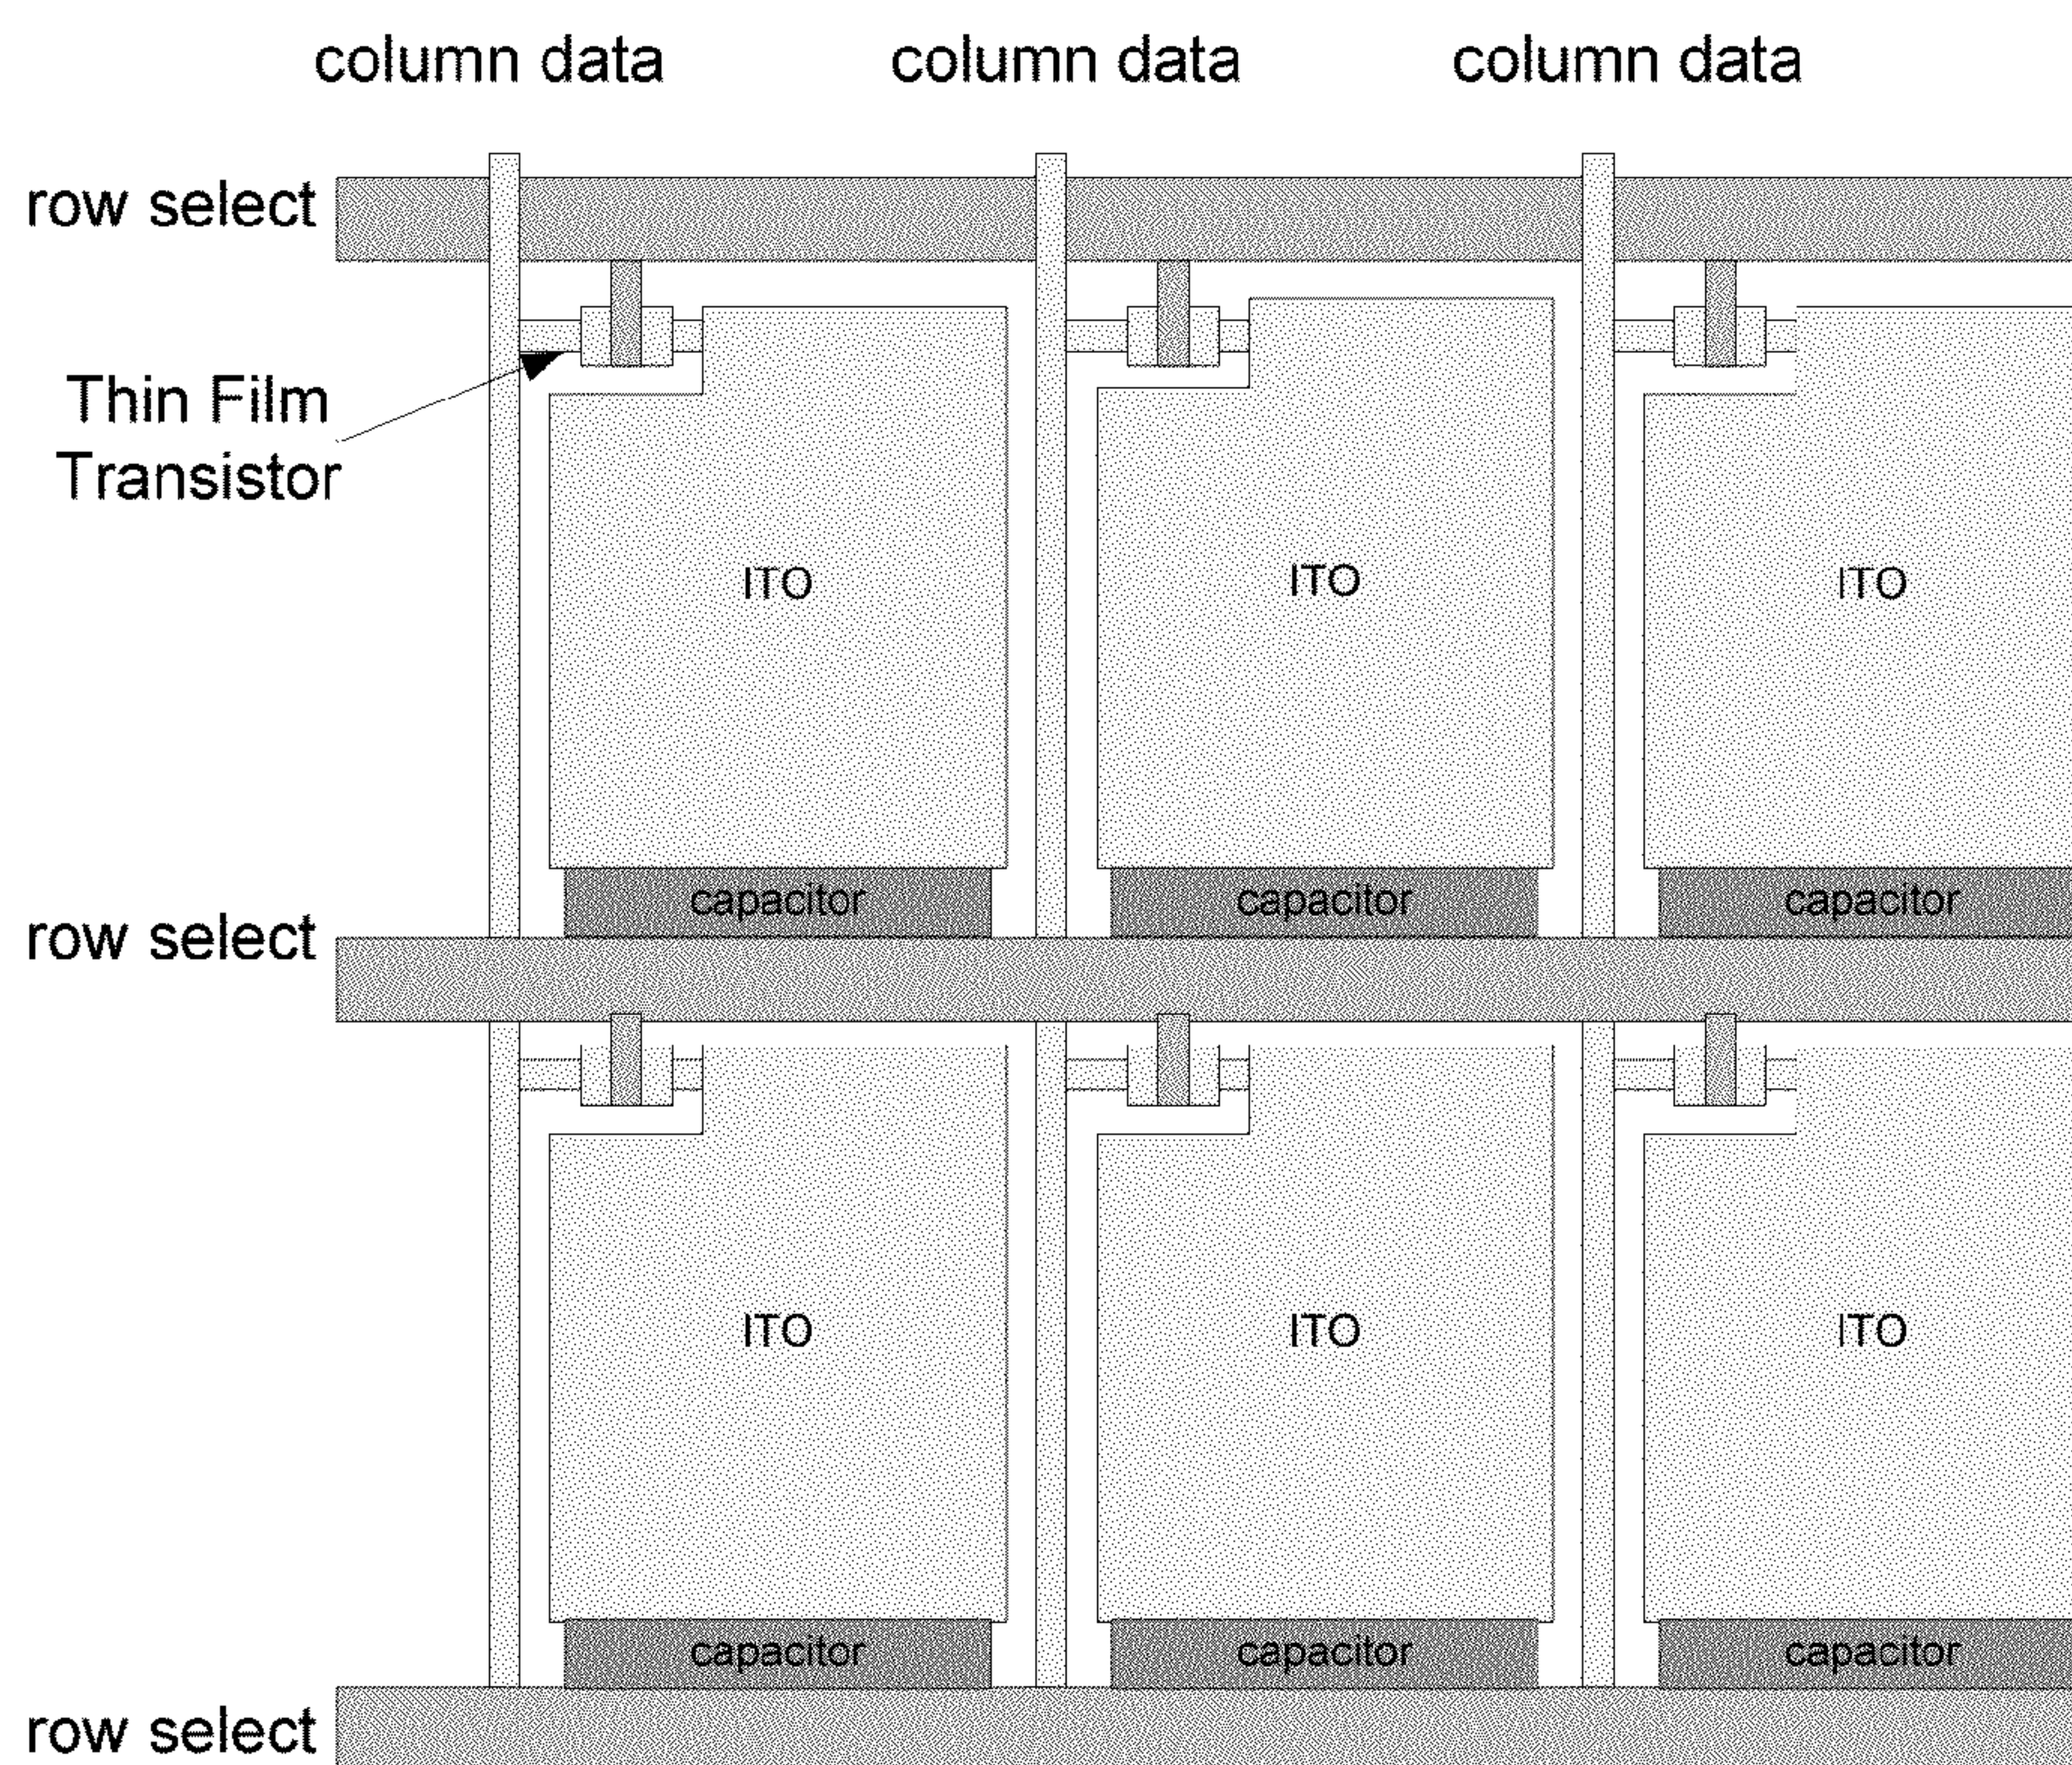 column data column data column data
row select
Thin Film
Transistor
ITO ITO ITO
capacitor capacitor capacitor
row select
ITO ITO ITO
capacitor capacitor capacitor
row select